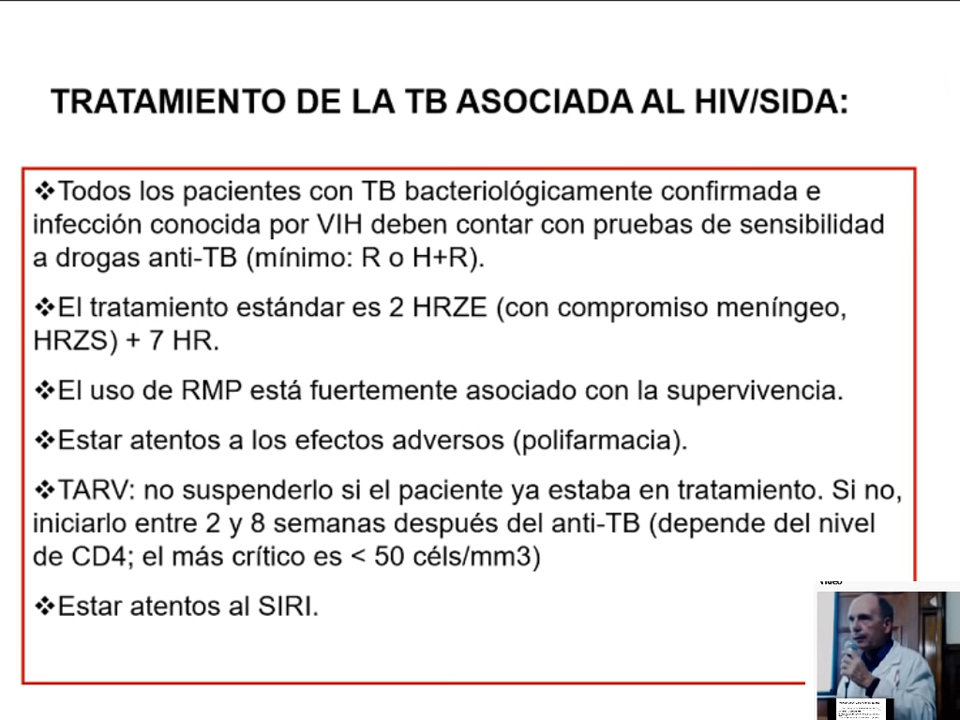 TRATAMIENTO DE LA TB ASOCIADA AL HIV/SIDA:
❖Todos los pacientes con TB bacteriológicamente confirmada e
infección conocida por VIH deben contar con pruebas de sensibilidad
a drogas anti-TB (mínimo: R o H+R).
❖El tratamiento estándar es 2 HRZE (con compromiso meníngeo,
HRZS) + 7 HR.
❖El uso de RMP está fuertemente asociado con la supervivencia.
❖Estar atentos a los efectos adversos (polifarmacia).
❖TARV: no suspenderlo si el paciente ya estaba en tratamiento. Si no,
iniciarlo entre 2 y 8 semanas después del anti-TB (depende del nivel
de CD4; el más crítico es < 50 céls/mm3)
❖Estar atentos al SIRI.
Video